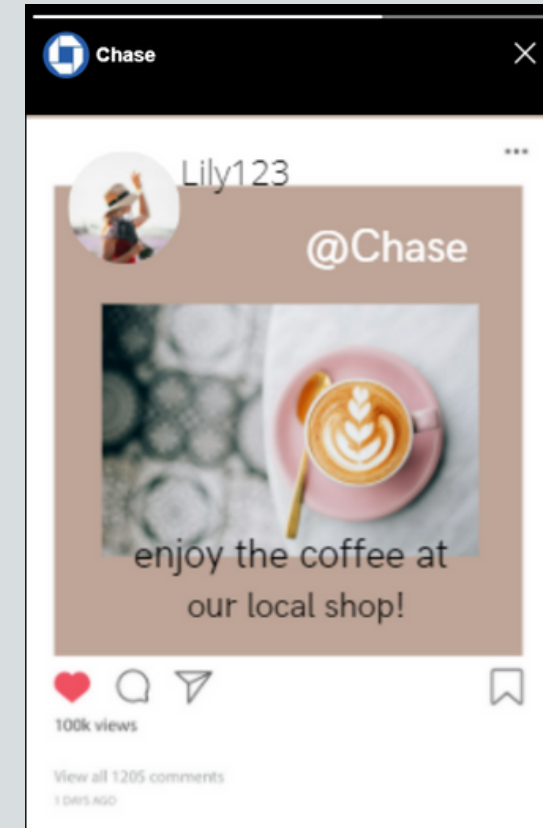 Chase
Lily123
@Chase
enjoy the coffee at
our local shop!
100k views
View all 1205 comments
1 DAYS AGO